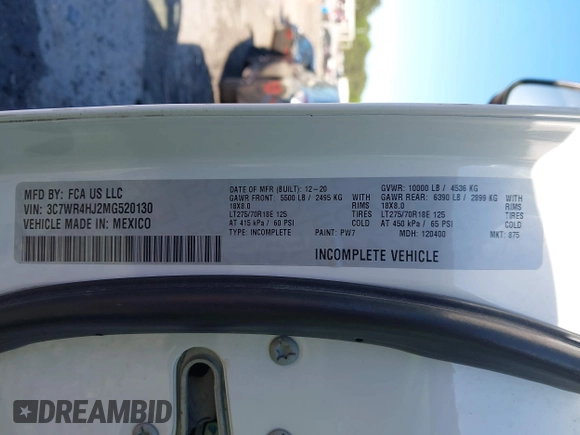 MFD BY: FCA US LLC
VIN: 3C7WR4HJ2MG520130
VEHICLE MADE IN: MEXICO
DATE OF MFR (BUILT): 12-20
GAWR FRONT: 5500 LB / 2495 KG WITH
18X8.0 RIMS
LT275/70R18E 125 TIRES
AT 415 kPa / 60 PSI COLD
TYPE: INCOMPLETE PAINT: PW7
GVWR: 10000 LB / 4536 KG
GAWR REAR: 6390 LB / 2899 KG WITH
18X8.0 RIMS
LT275/70R18E 125 TIRES
AT 450 kPa / 65 PSI COLD
MDH: 120400 MKT: 875
INCOMPLETE VEHICLE
DREAMBID